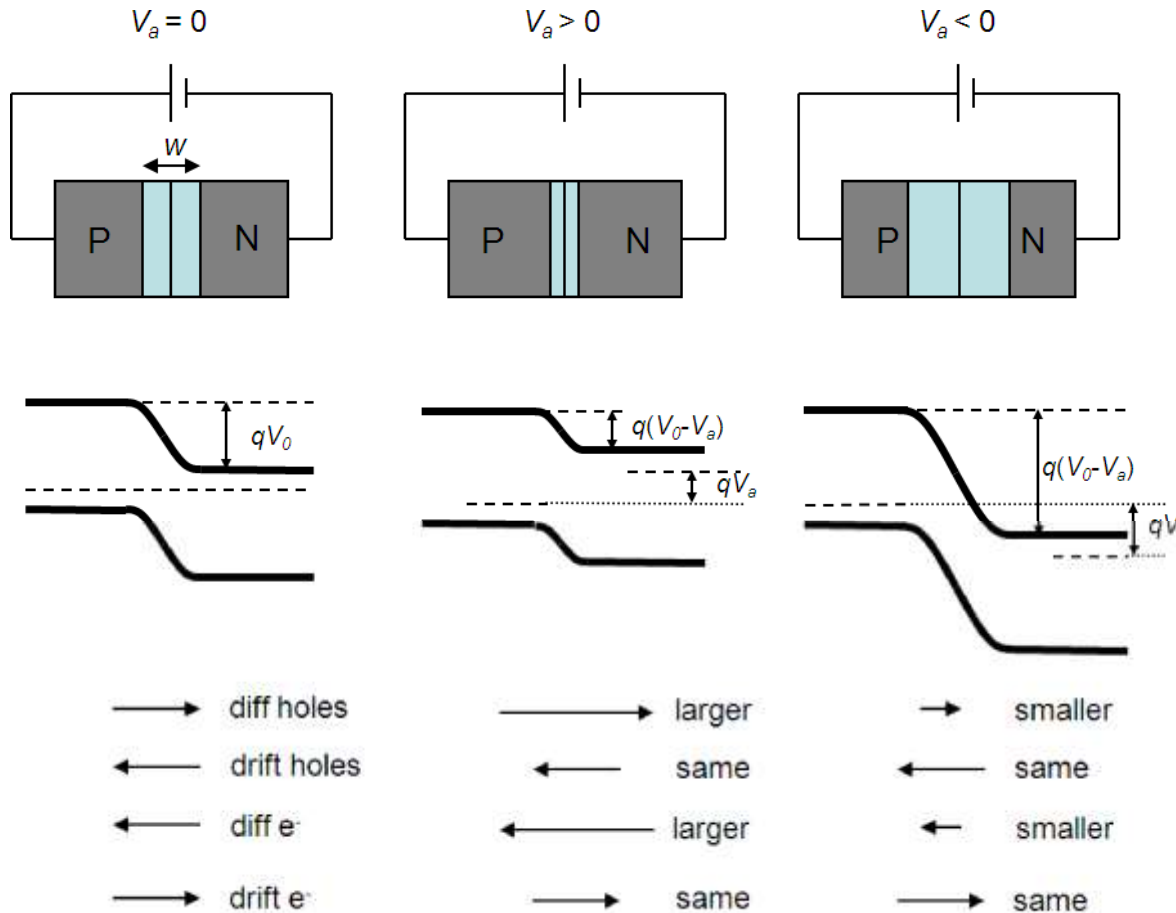 Va = 0 Va > 0 Va < 0
W
P N P N P N
qV0 q(V0-Va) q(V0-Va)
qVa qV
diff holes larger smaller
drift holes same same
diff e- larger smaller
drift e- same same